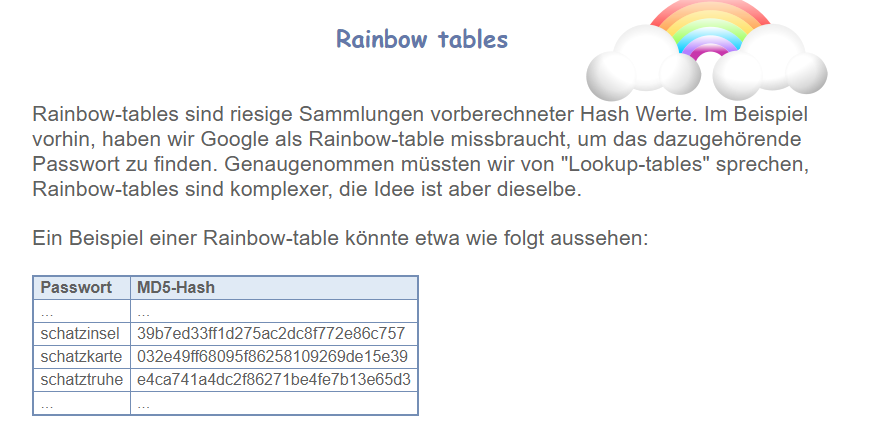 Rainbow tables
Rainbow-tables sind riesige Sammlungen vorberechneter Hash Werte. Im Beispiel
vorhin, haben wir Google als Rainbow-table missbraucht, um das dazugehörende
Passwort zu finden. Genaugenommen müssten wir von "Lookup-tables" sprechen,
Rainbow-tables sind komplexer, die Idee ist aber dieselbe.
Ein Beispiel einer Rainbow-table könnte etwa wie folgt aussehen:
Passwort MD5-Hash
... ...
schatzinsel 39b7ed33ff1d275ac2dc8f772e86c757
schatzkarte 032e49ff68095f86258109269de15e39
schatztruhe e4ca741a4dc2f86271be4fe7b13e65d3
... ...